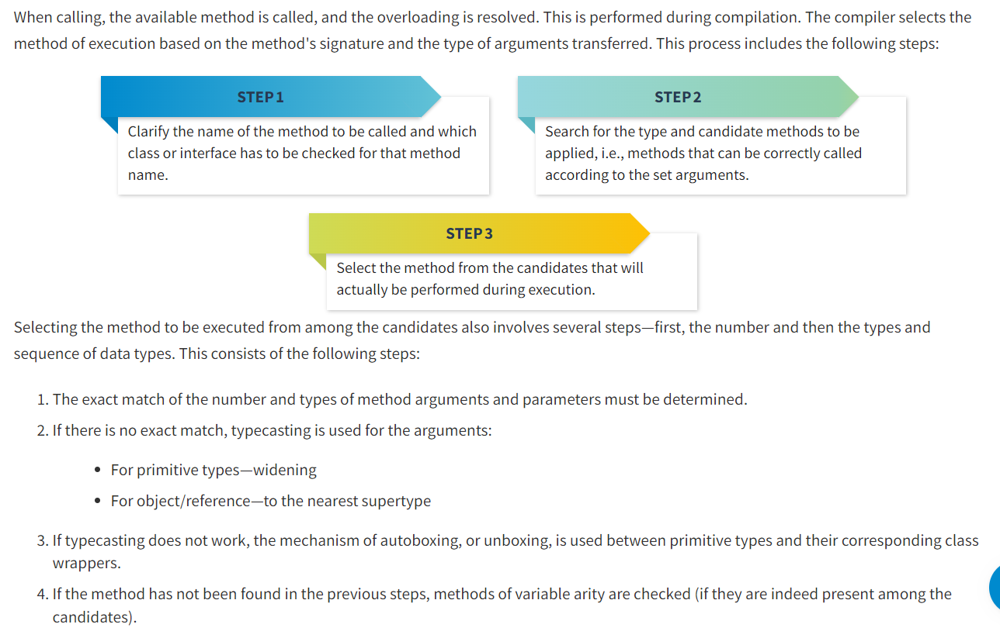 When calling, the available method is called, and the overloading is resolved. This is performed during compilation. The compiler selects the
method of execution based on the method's signature and the type of arguments transferred. This process includes the following steps:
STEP 1
Clarify the name of the method to be called and which
class or interface has to be checked for that method
name.
STEP 2
Search for the type and candidate methods to be
applied, i.e., methods that can be correctly called
according to the set arguments.
STEP 3
Select the method from the candidates that will
actually be performed during execution.
Selecting the method to be executed from among the candidates also involves several steps—first, the number and then the types and
sequence of data types. This consists of the following steps:
1. The exact match of the number and types of method arguments and parameters must be determined.
2. If there is no exact match, typecasting is used for the arguments:
• For primitive types—widening
• For object/reference—to the nearest supertype
3. If typecasting does not work, the mechanism of autoboxing, or unboxing, is used between primitive types and their corresponding class
wrappers.
4. If the method has not been found in the previous steps, methods of variable arity are checked (if they are indeed present among the
candidates).